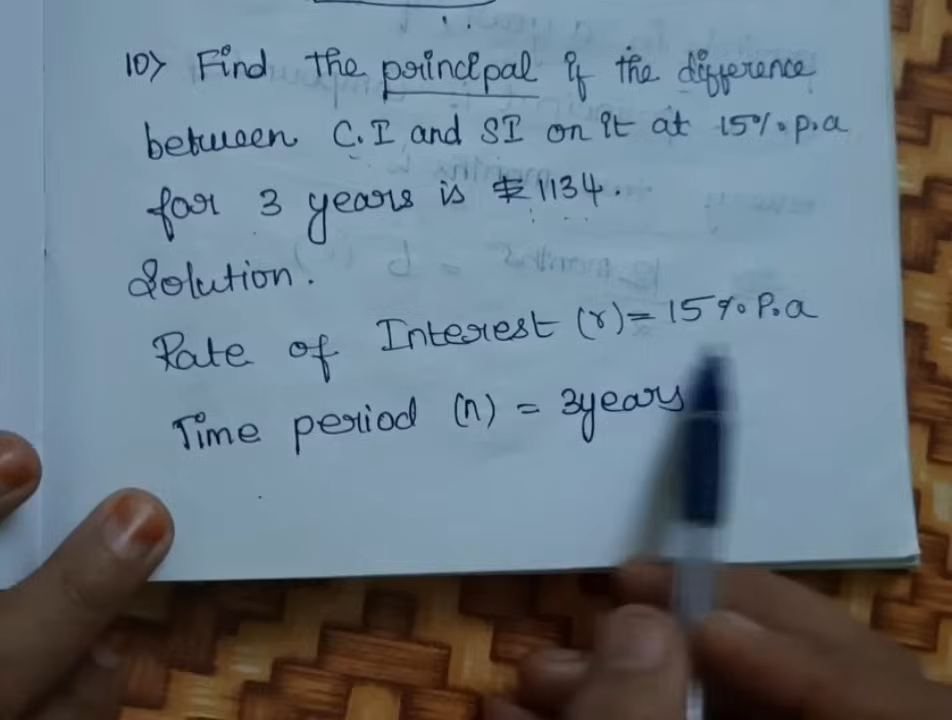 10) Find the principal if the difference
between C.I and SI on it at 15% p.a
for 3 years is ₹1134.
Solution.
Rate of Interest (r) = 15% P.a
Time period (n) = 3years